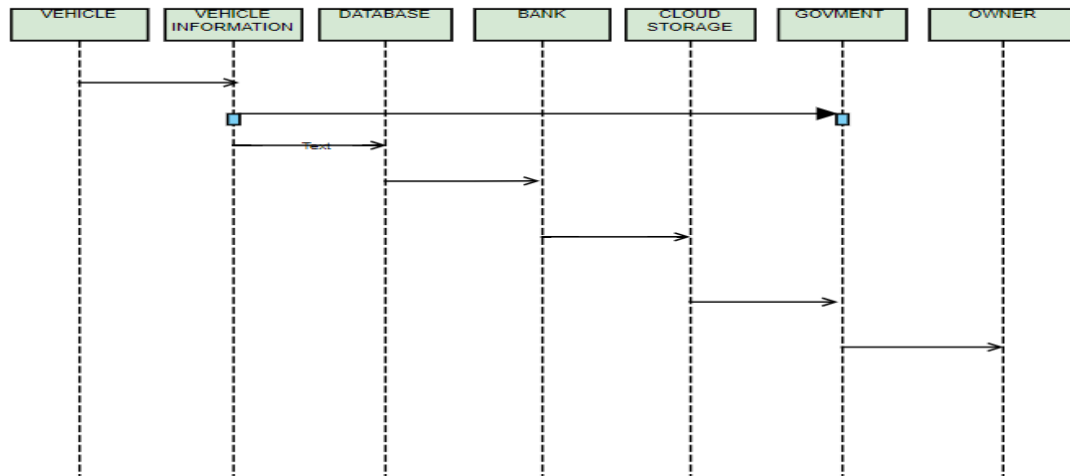 VEHICLE
VEHICLE
INFORMATION
DATABASE
BANK
CLOUD
STORAGE
GOVMENT
OWNER
Text